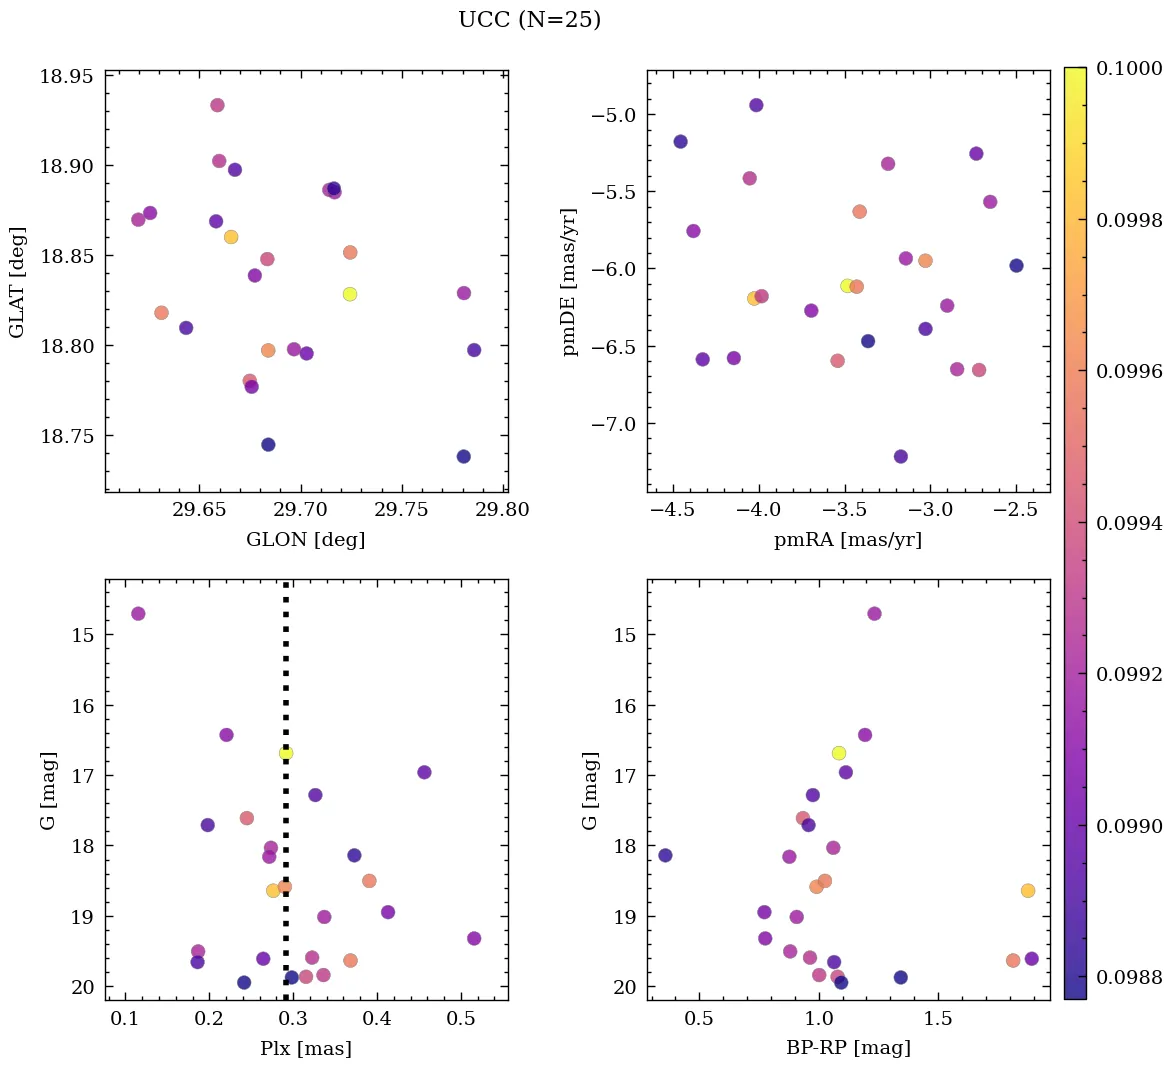 UCC (N=25)
18.95
18.90
18.85
18.80
18.75
GLAT [deg]
29.65 29.70 29.75 29.80
GLON [deg]
−5.0
−5.5
−6.0
−6.5
−7.0
pmDE [mas/yr]
−4.5 −4.0 −3.5 −3.0 −2.5
pmRA [mas/yr]
15
16
17
18
19
20
G [mag]
0.1 0.2 0.3 0.4 0.5
Plx [mas]
15
16
17
18
19
20
G [mag]
0.5 1.0 1.5
BP-RP [mag]
0.1000
0.0998
0.0996
0.0994
0.0992
0.0990
0.0988